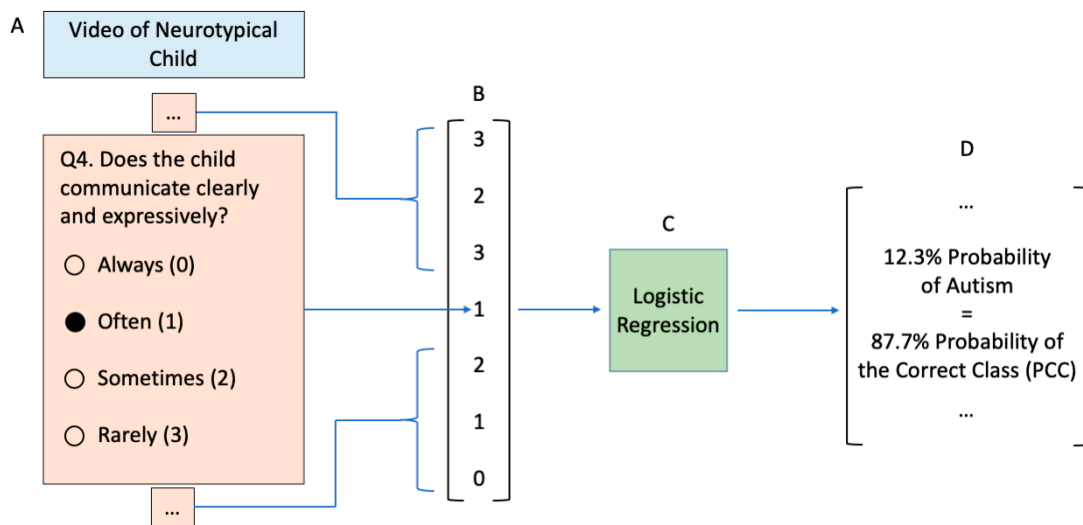 A
Video of Neurotypical
Child
...
Q4. Does the child
communicate clearly
and expressively?
Always (0)
Often (1)
Sometimes (2)
Rarely (3)
...
B
3
2
3
1
2
1
0
C
Logistic
Regression
D
...
12.3% Probability
of Autism
=
87.7% Probability of
the Correct Class (PCC)
...